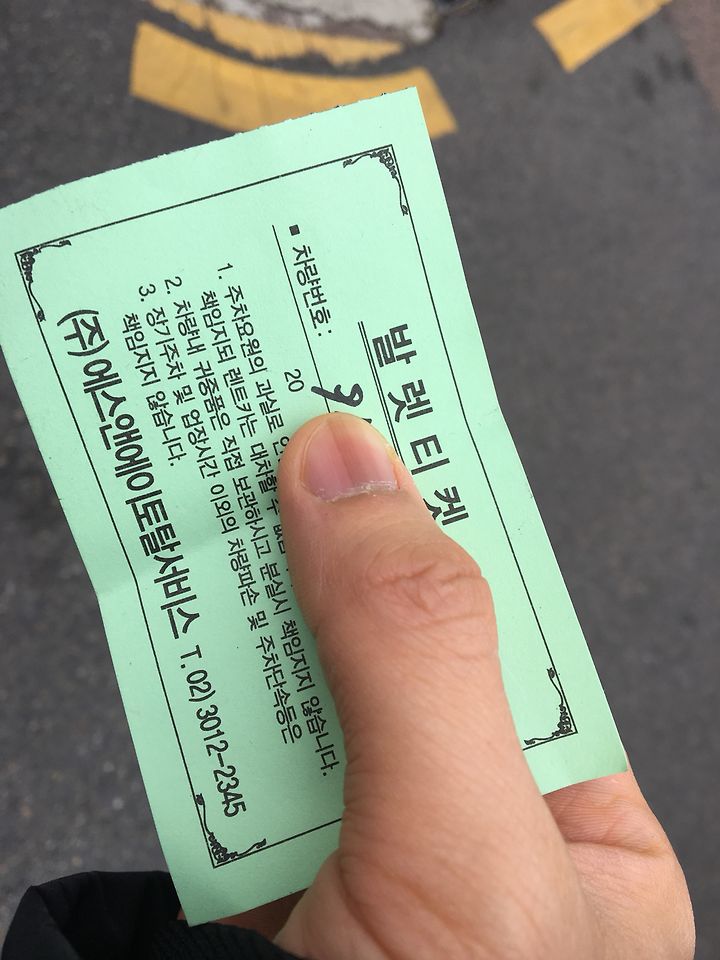 발렛티켓
■ 차량번호:
20
1. 주차요원의 과실로
책임지되 렌트카는 대차할 수 없음
2. 차량내 귀중품은 직접 보관하시고 분실시 책임지지 않습니다.
3. 장기주차 및 업장시간 이외의 차량파손 및 주차단속등은
책임지지 않습니다.
(주)에스앤에이토탈서비스 T. 02) 3012-2345